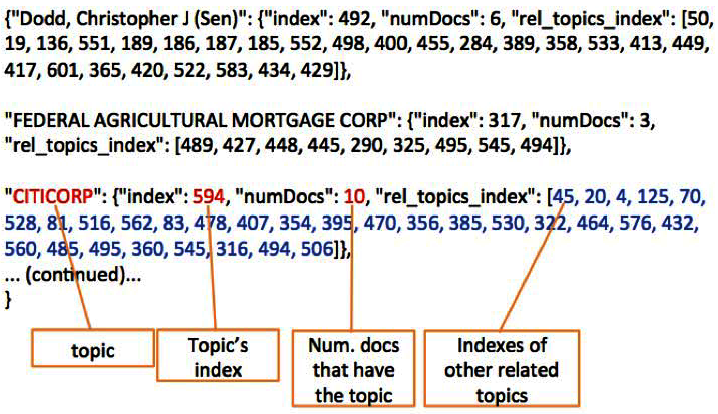 {"Dodd, Christopher J (Sen)": {"index": 492, "numDocs": 6, "rel_topics_index": [50,
19, 136, 551, 189, 186, 187, 185, 552, 498, 400, 455, 284, 389, 358, 533, 413, 449,
417, 601, 365, 420, 522, 583, 434, 429]},
"FEDERAL AGRICULTURAL MORTGAGE CORP": {"index": 317, "numDocs": 3,
"rel_topics_index": [489, 427, 448, 445, 290, 325, 495, 545, 494]},
"CITICORP": {"index": 594, "numDocs": 10, "rel_topics_index": [45, 20, 4, 125, 70,
528, 81, 516, 562, 83, 478, 407, 354, 395, 470, 356, 385, 530, 322, 464, 576, 432,
560, 485, 495, 360, 545, 316, 494, 506]},
... (continued)...
}
topic
Topic's
index
Num. docs
that have
the topic
Indexes of
other related
topics